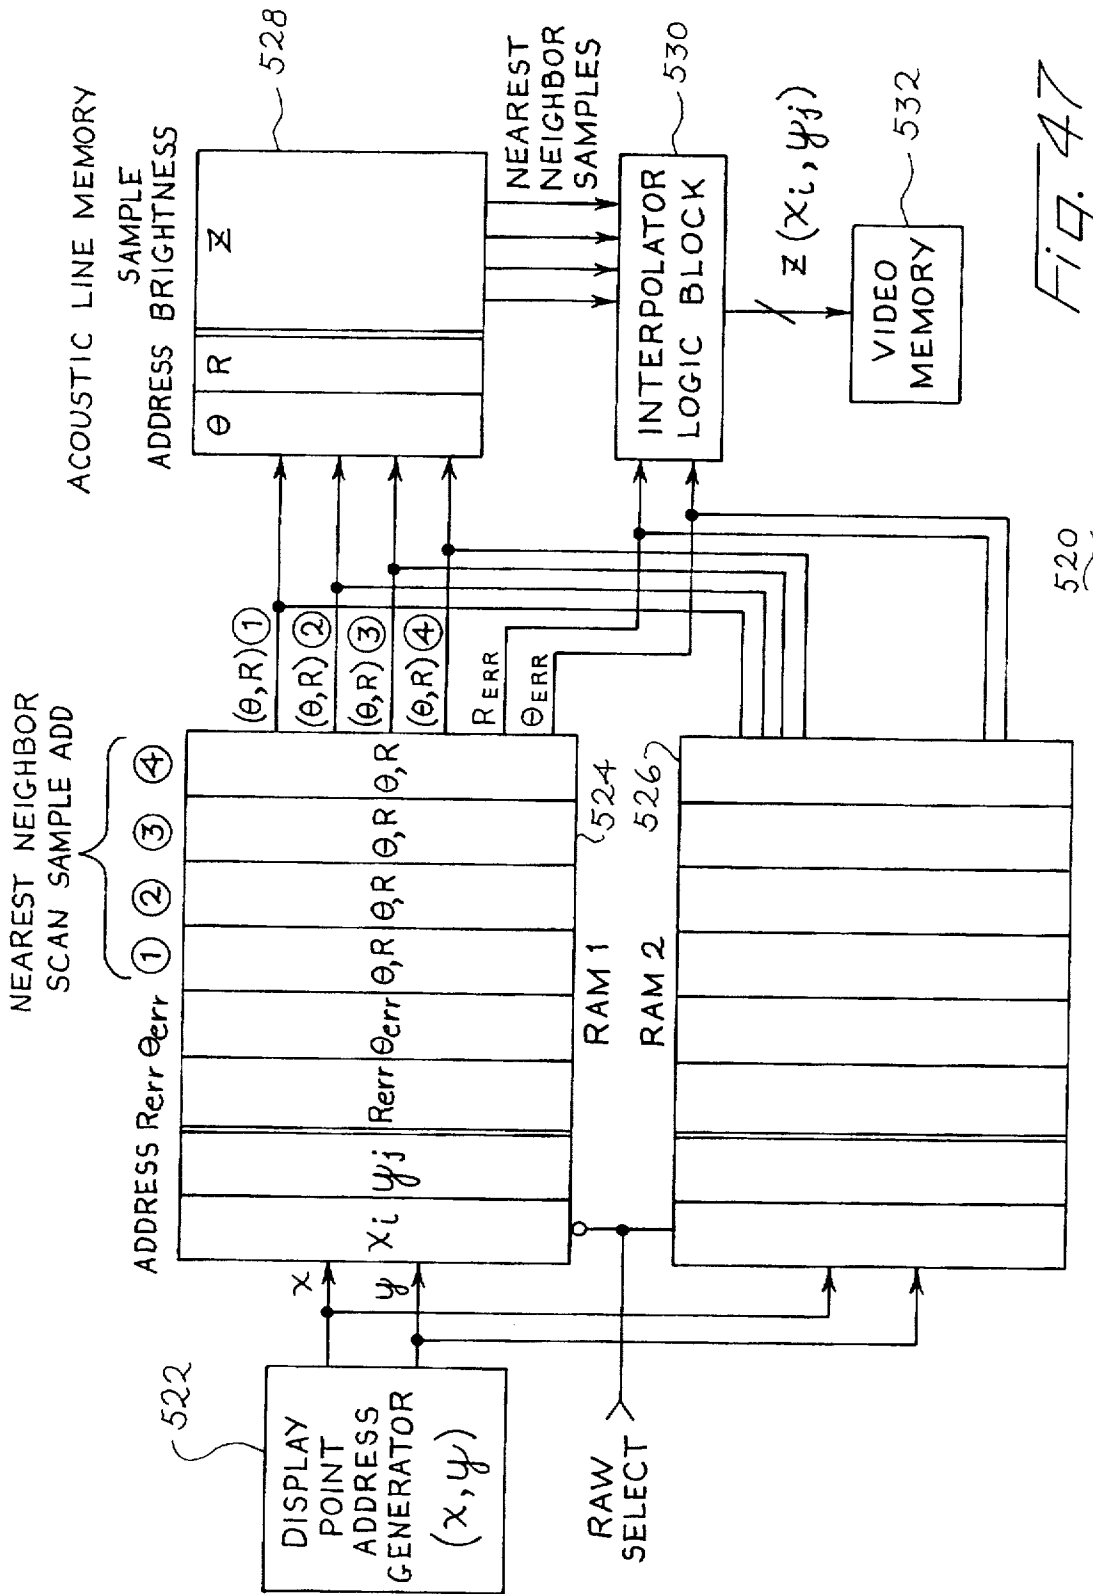 ACOUSTIC LINE MEMORY
SAMPLE
ADDRESS BRIGHTNESS
θ R Z
528
NEAREST NEIGHBOR
SCAN SAMPLE ADD
ADDRESS Rerr θerr ① ② ③ ④
xi yj Rerr θerr θ,R θ,R θ,R θ,R
(θ,R)①
(θ,R)②
(θ,R)③
(θ,R)④
RERR
θERR
524
RAM 1
RAM 2
526
522
DISPLAY
POINT
ADDRESS
GENERATOR
(x,y)
x
y
RAW
SELECT
NEAREST
NEIGHBOR
SAMPLES
INTERPOLATOR
LOGIC BLOCK
530
Z(xi,yj)
VIDEO
MEMORY
532
520
Fig. 47